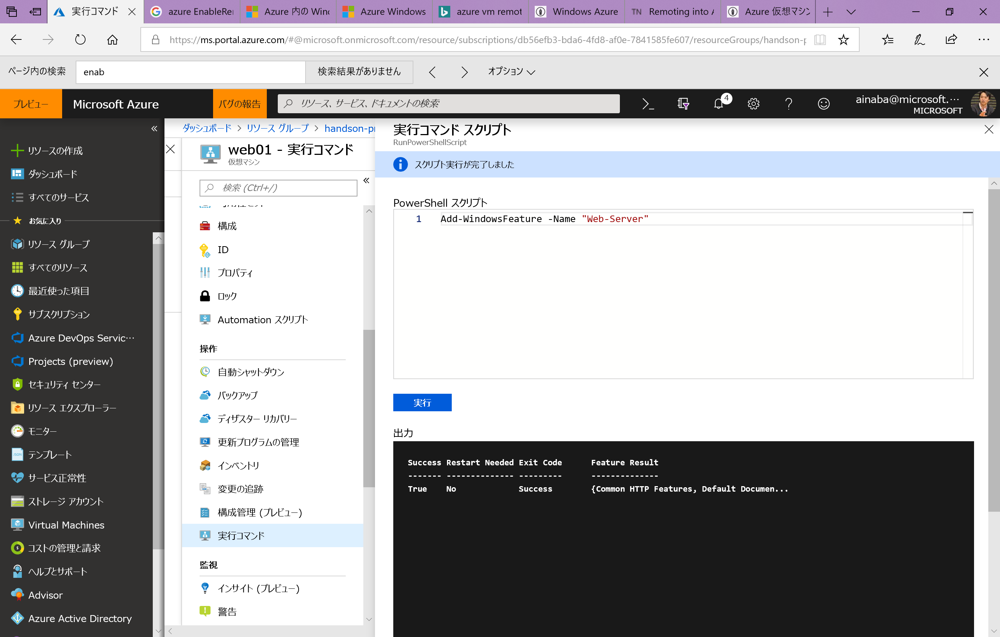 実行コマンド
azure EnableRe
Azure 内の Win
Azure Windows
azure vm remot
Windows Azure
TN Remoting into
Azure 仮想マシン
https://ms.portal.azure.com/#@microsoft.onmicrosoft.com/resource/subscriptions/db56efb3-bda6-4fd8-af0e-7841585fe607/resourceGroups/handson-p
ページ内の検索
enab
検索結果がありません
オプション
プレビュー
Microsoft Azure
バグの報告
リソース、サービス、ドキュメントの検索
4
ainaba@microsoft.…
MICROSOFT
リソースの作成
ダッシュボード
すべてのサービス
お気に入り
リソース グループ
すべてのリソース
最近使った項目
サブスクリプション
Azure DevOps Servic…
Projects (preview)
セキュリティ センター
リソース エクスプローラー
モニター
JSON
テンプレート
サービス正常性
ストレージ アカウント
Virtual Machines
コストの管理と請求
ヘルプとサポート
Advisor
Azure Active Directory
ダッシュボード > リソース グループ > handson-pr
web01 - 実行コマンド
仮想マシン
検索 (Ctrl+/)
構成
ID
プロパティ
ロック
Automation スクリプト
操作
自動シャットダウン
バックアップ
ディザスター リカバリー
更新プログラムの管理
インベントリ
変更の追跡
構成管理 (プレビュー)
実行コマンド
監視
インサイト (プレビュー)
警告
実行コマンド スクリプト
RunPowerShellScript
スクリプト実行が完了しました
PowerShell スクリプト
1 Add-WindowsFeature -Name "Web-Server"
実行
出力
Success Restart Needed Exit Code      Feature Result
------- -------------- ---------      --------------
True    No             Success        {Common HTTP Features, Default Documen...